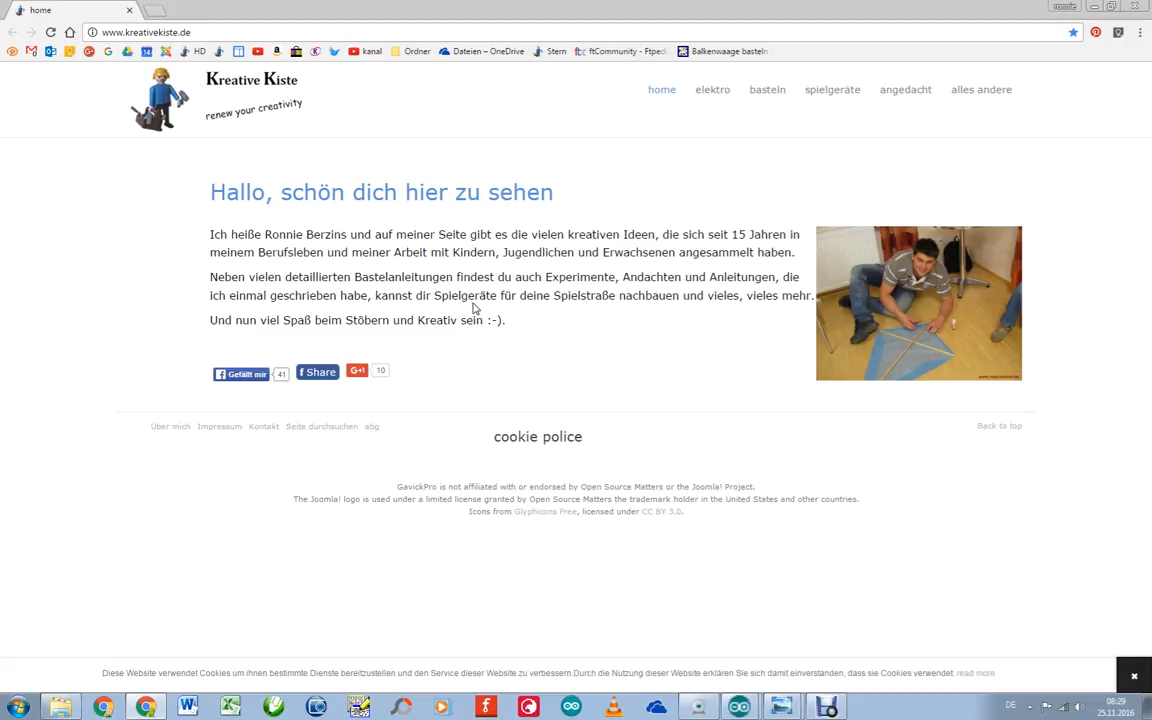 home
ronnie
www.kreativekiste.de
HD
kanal
Ordner
Dateien – OneDrive
Stern
ftCommunity - Ftpedi
Balkenwaage basteln
Kreative Kiste
renew your creativity
home elektro basteln spielgeräte angedacht alles andere
Hallo, schön dich hier zu sehen
Ich heiße Ronnie Berzins und auf meiner Seite gibt es die vielen kreativen Ideen, die sich seit 15 Jahren in
meinem Berufsleben und meiner Arbeit mit Kindern, Jugendlichen und Erwachsenen angesammelt haben.
Neben vielen detaillierten Bastelanleitungen findest du auch Experimente, Andachten und Anleitungen, die
ich einmal geschrieben habe, kannst dir Spielgeräte für deine Spielstraße nachbauen und vieles, vieles mehr.
Und nun viel Spaß beim Stöbern und Kreativ sein :-).
Gefällt mir 41 Share G+1 10
Über mich Impressum Kontakt Seite durchsuchen abg
cookie police
Back to top
GavickPro is not affiliated with or endorsed by Open Source Matters or the Joomla! Project.
The Joomla! logo is used under a limited license granted by Open Source Matters the trademark holder in the United States and other countries.
Icons from Glyphicons Free, licensed under CC BY 3.0.
Diese Website verwendet Cookies um ihnen bestimmte Dienste bereitzustellen und den Service dieser Website zu verbessern.Durch die Nutzung dieser Website erklären Sie sich damit einverstanden, dass sie Cookies verwendet. read more
DE
08:29
25.11.2016